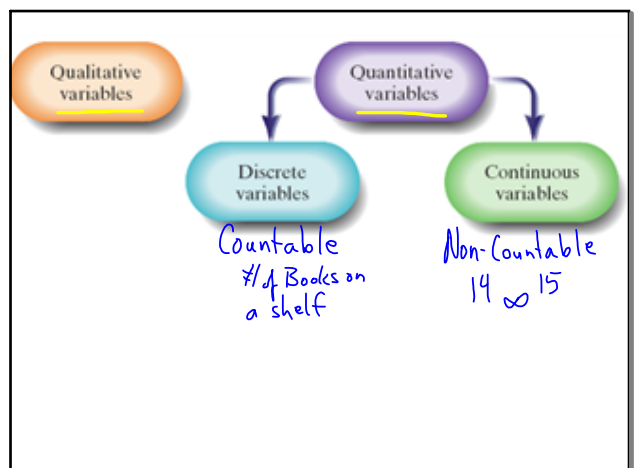 Qualitative
variables
Quantitative
variables
Discrete
variables
Continuous
variables
Countable
# of Books on
a shelf
Non-Countable
14 ∞ 15